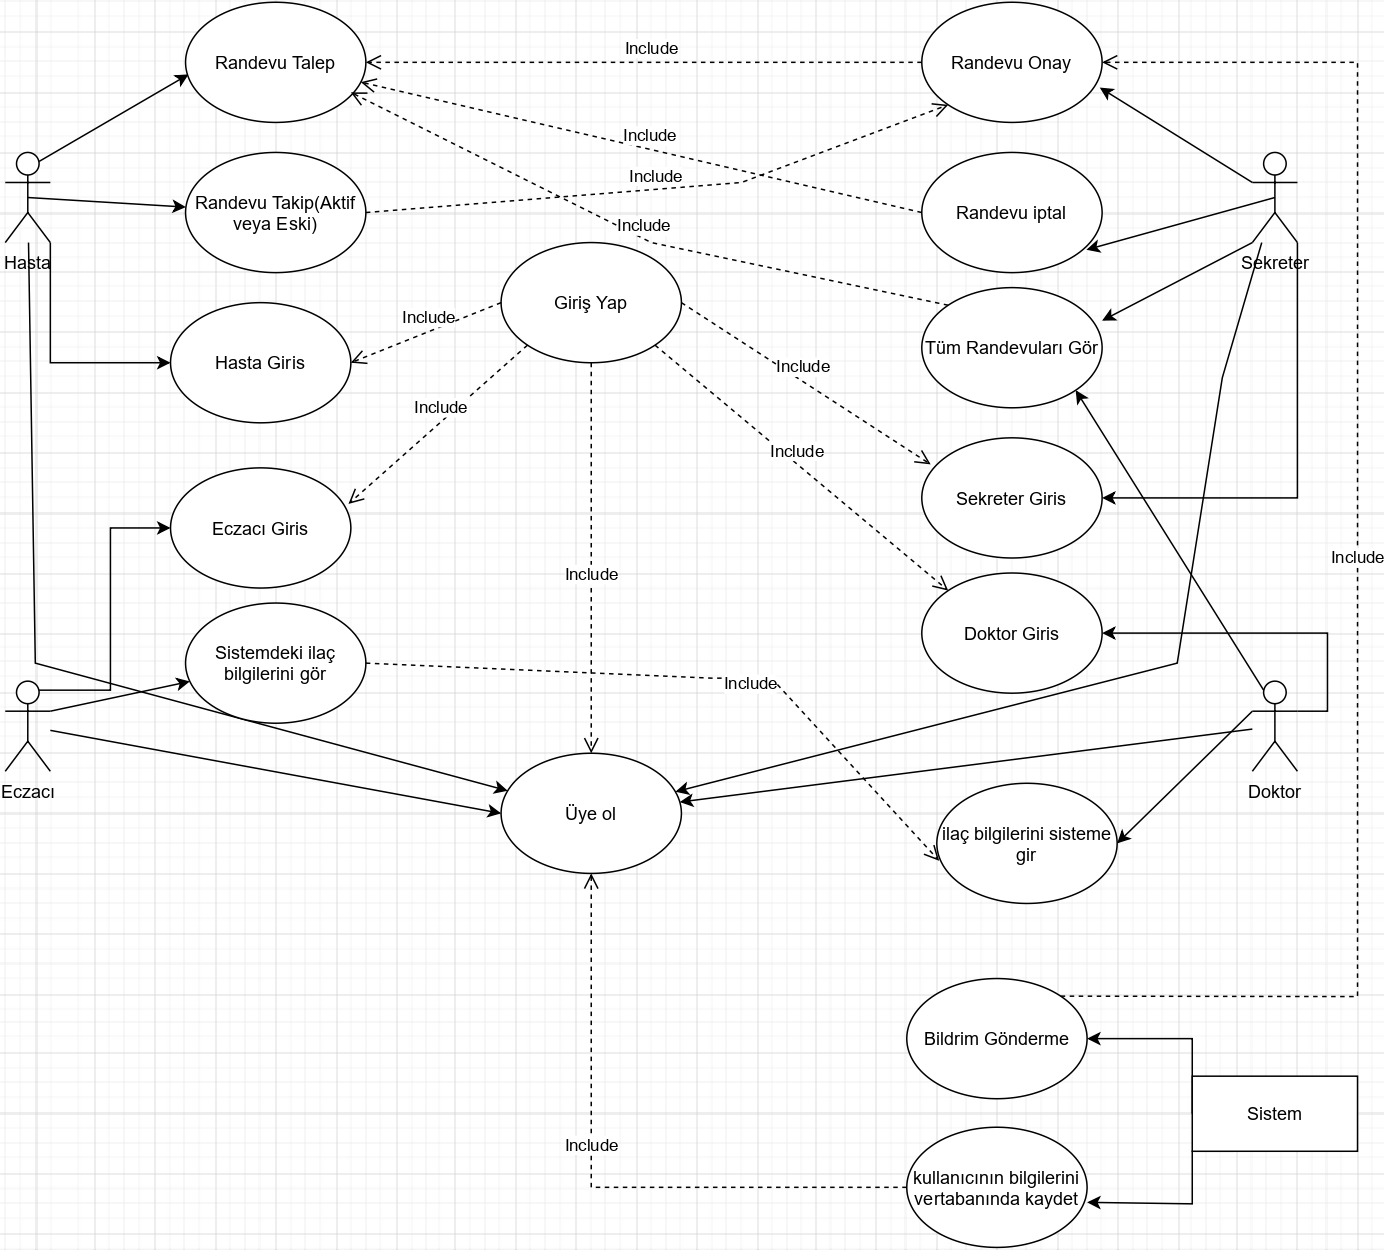 Include
Randevu Talep
Randevu Onay
Include
Include
Randevu Takip(Aktif
veya Eski)
Randevu iptal
Include
Hasta
Sekreter
Giriş Yap
Include
Tüm Randevuları Gör
Hasta Giris
Include
Include
Include
Sekreter Giris
Eczacı Giris
Include
Include
Doktor Giris
Sistemdeki ilaç
bilgilerini gör
Include
Eczacı
Doktor
Üye ol
ilaç bilgilerini sisteme
gir
Bildrim Gönderme
Sistem
Include
kullanıcının bilgilerini
vertabanında kaydet